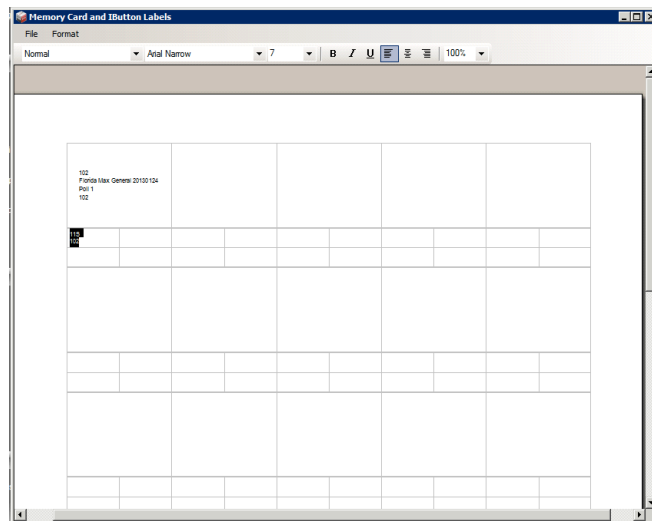 Memory Card and IButton Labels
File Format
Normal Arial Narrow 7 B I U 100%
102
Florida Max General 20130124
Poll 1
102
115
102